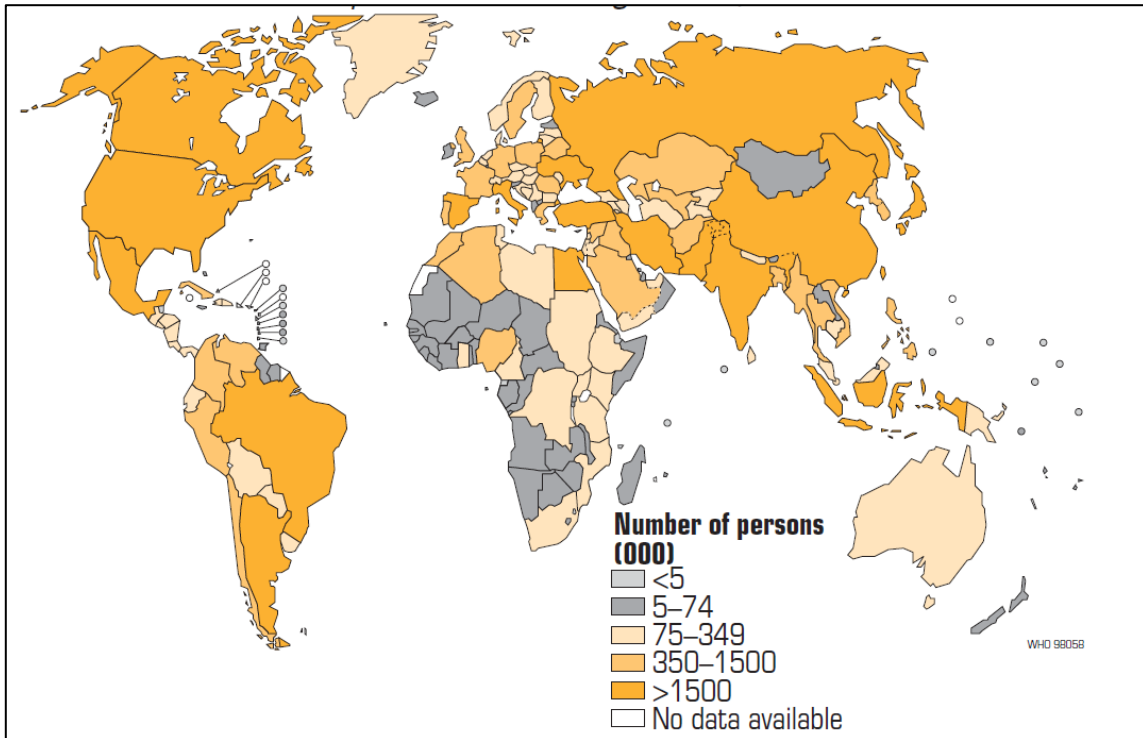 Number of persons
(000)
<5
5–74
75–349
350–1500
>1500
No data available
WHO 98058